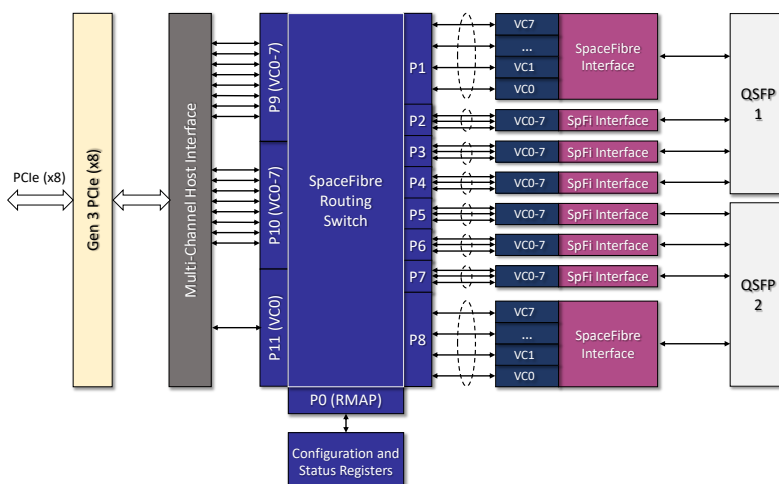 PCIe (x8)
Gen 3 PCIe (x8)
Multi-Channel Host Interface
P9 (VC0-7)
P10 (VC0-7)
P11 (VC0)
SpaceFibre
Routing
Switch
P0 (RMAP)
Configuration and
Status Registers
P1
P2
P3
P4
P5
P6
P7
P8
VC7
...
VC1
VC0
SpaceFibre
Interface
VC0-7 SpFi Interface
VC0-7 SpFi Interface
VC0-7 SpFi Interface
VC0-7 SpFi Interface
VC0-7 SpFi Interface
VC0-7 SpFi Interface
VC7
...
VC1
VC0
SpaceFibre
Interface
QSFP
1
QSFP
2